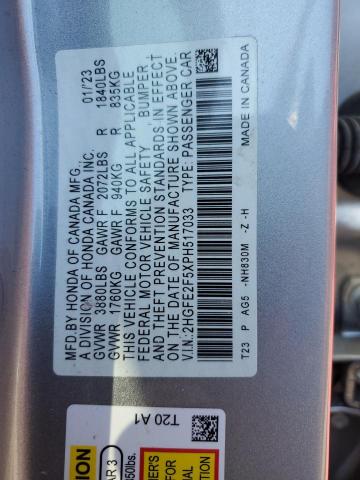 MFD.BY HONDA OF CANADA MFG.,
A DIVISION OF HONDA CANADA INC. 01/'23
GVWR 3880LBS GAWR F 2072LBS R 1840LBS
GVWR 1760KG GAWR F 940KG R 835KG
THIS VEHICLE CONFORMS TO ALL APPLICABLE
FEDERAL MOTOR VEHICLE SAFETY, BUMPER,
AND THEFT PREVENTION STANDARDS IN EFFECT
ON THE DATE OF MANUFACTURE SHOWN ABOVE.
V.I.N.:2HGFE2F5XPH517033 TYPE: PASSENGER CAR
T23 P AG5 -NH830M -Z -H MADE IN CANADA
T20 A1